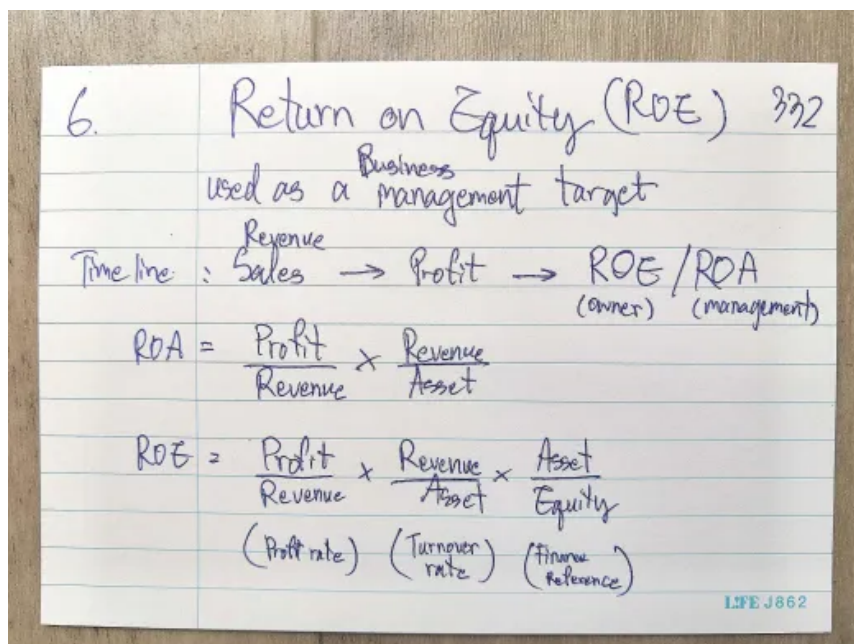 6. Return on Equity (ROE) 332
Business
used as a management target
Revenue
Time line : Sales → Profit → ROE / ROA
(owner) (management)
ROA = Profit × Revenue
Revenue Asset
ROE = Profit × Revenue × Asset
Revenue Asset Equity
(Profit rate) (Turnover rate) (Finance Reference)
LIFE J862